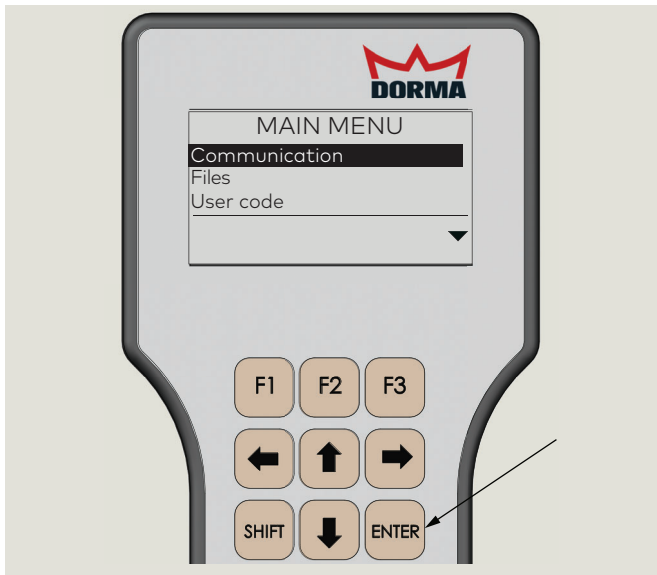 DORMA
MAIN MENU
Communication
Files
User code
F1 F2 F3
SHIFT ENTER